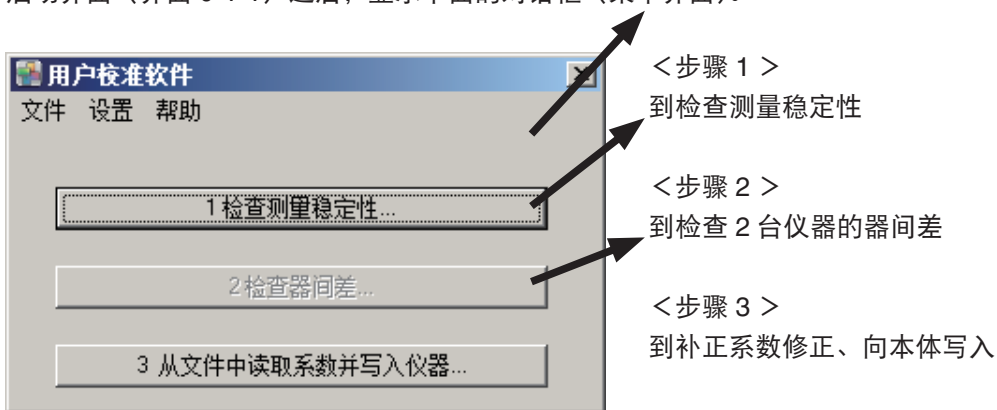 用户校准软件
文件 设置 帮助
1 检查测量稳定性...
2 检查器间差...
3 从文件中读取系数并写入仪器...
＜步骤 1 ＞
到检查测量稳定性
＜步骤 2 ＞
到检查 2 台仪器的器间差
＜步骤 3 ＞
到补正系数修正、向本体写入